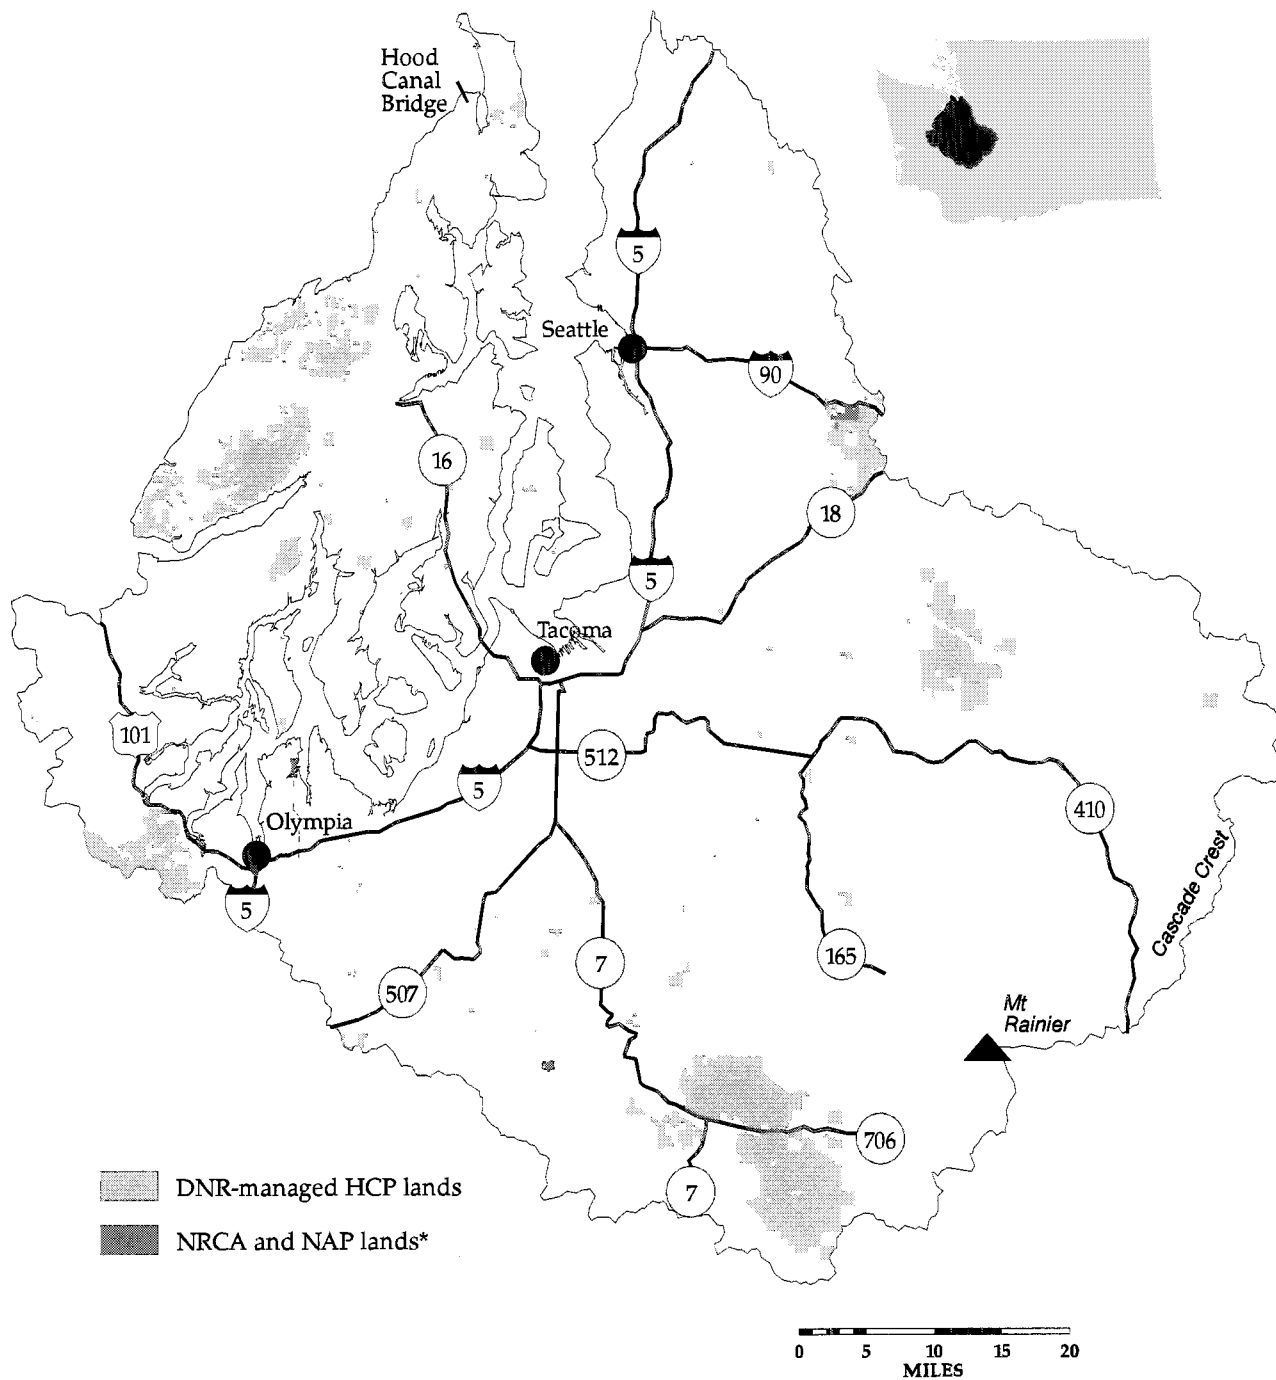 Hood
Canal
Bridge
5
Seattle
90
16
18
5
Tacoma
101
512
5
410
Olympia
5
Cascade Crest
165
7
507
Mt
Rainier
706
DNR-managed HCP lands
7
NRCA and NAP lands*
0 5 10 15 20
MILES